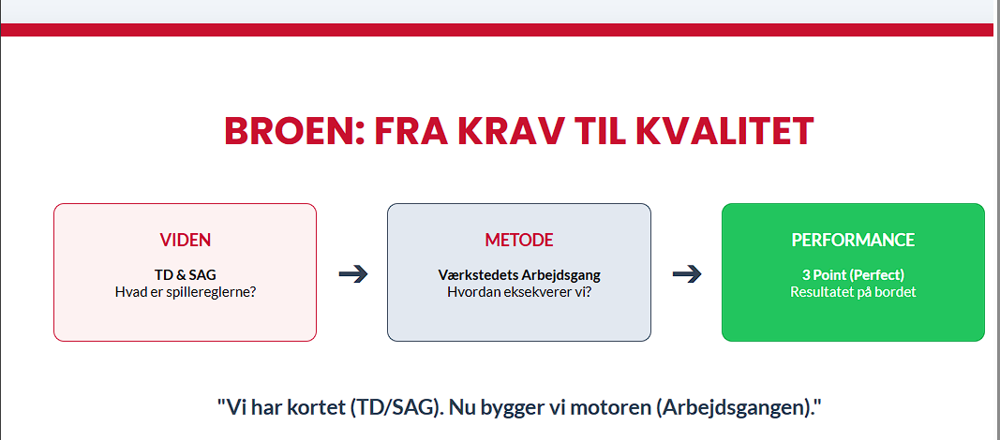 BROEN: FRA KRAV TIL KVALITET
VIDEN
TD & SAG
Hvad er spillereglerne?
➔
METODE
Værkstedets Arbejdsgang
Hvordan eksekverer vi?
➔
PERFORMANCE
3 Point (Perfect)
Resultatet på bordet
"Vi har kortet (TD/SAG). Nu bygger vi motoren (Arbejdsgangen)."